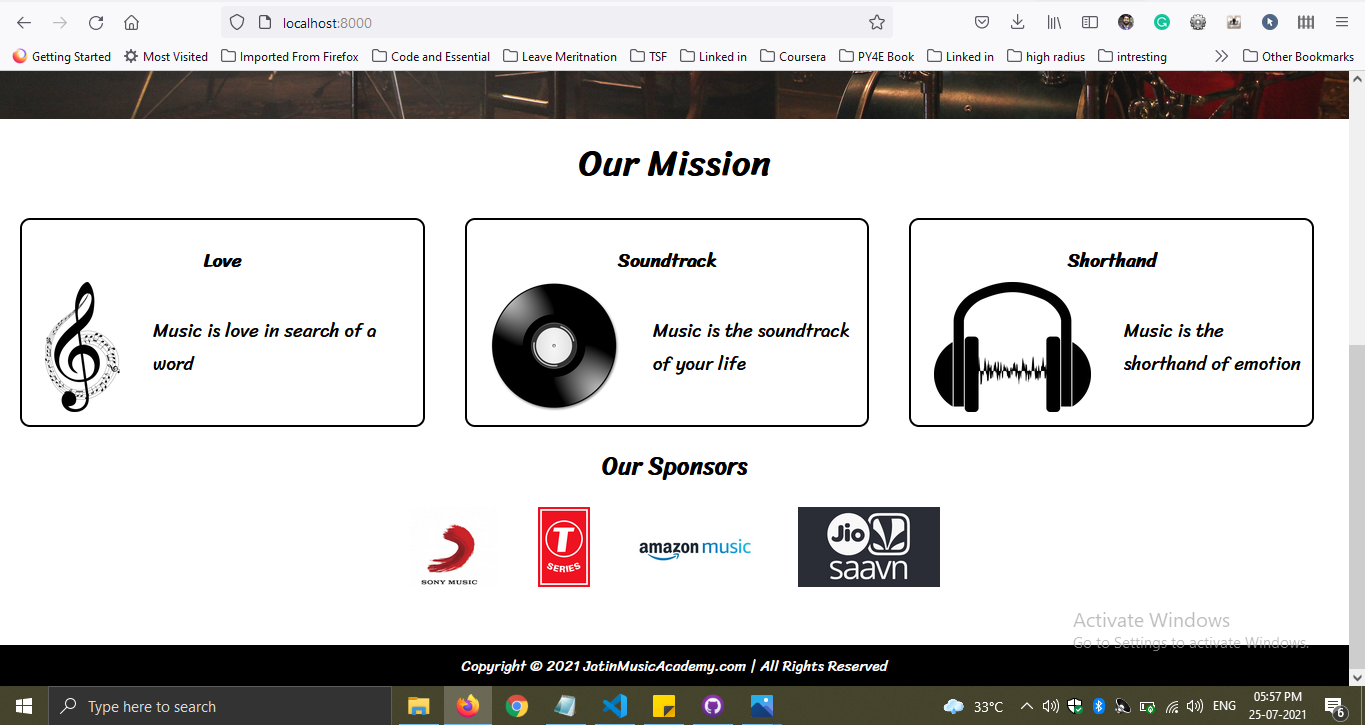 localhost:8000
Getting Started
Most Visited
Imported From Firefox
Code and Essential
Leave Meritnation
TSF
Linked in
Coursera
PY4E Book
Linked in
high radius
intresting
Other Bookmarks
Our Mission
Love
Music is love in search of a
word
Soundtrack
Music is the soundtrack
of your life
Shorthand
Music is the
shorthand of emotion
Our Sponsors
SONY MUSIC
T
SERIES
amazon music
Jio
saavn
Activate Windows
Go to Settings to activate Windows.
Copyright © 2021 JatinMusicAcademy.com | All Rights Reserved
Type here to search
33°C
ENG
05:57 PM
25-07-2021
6